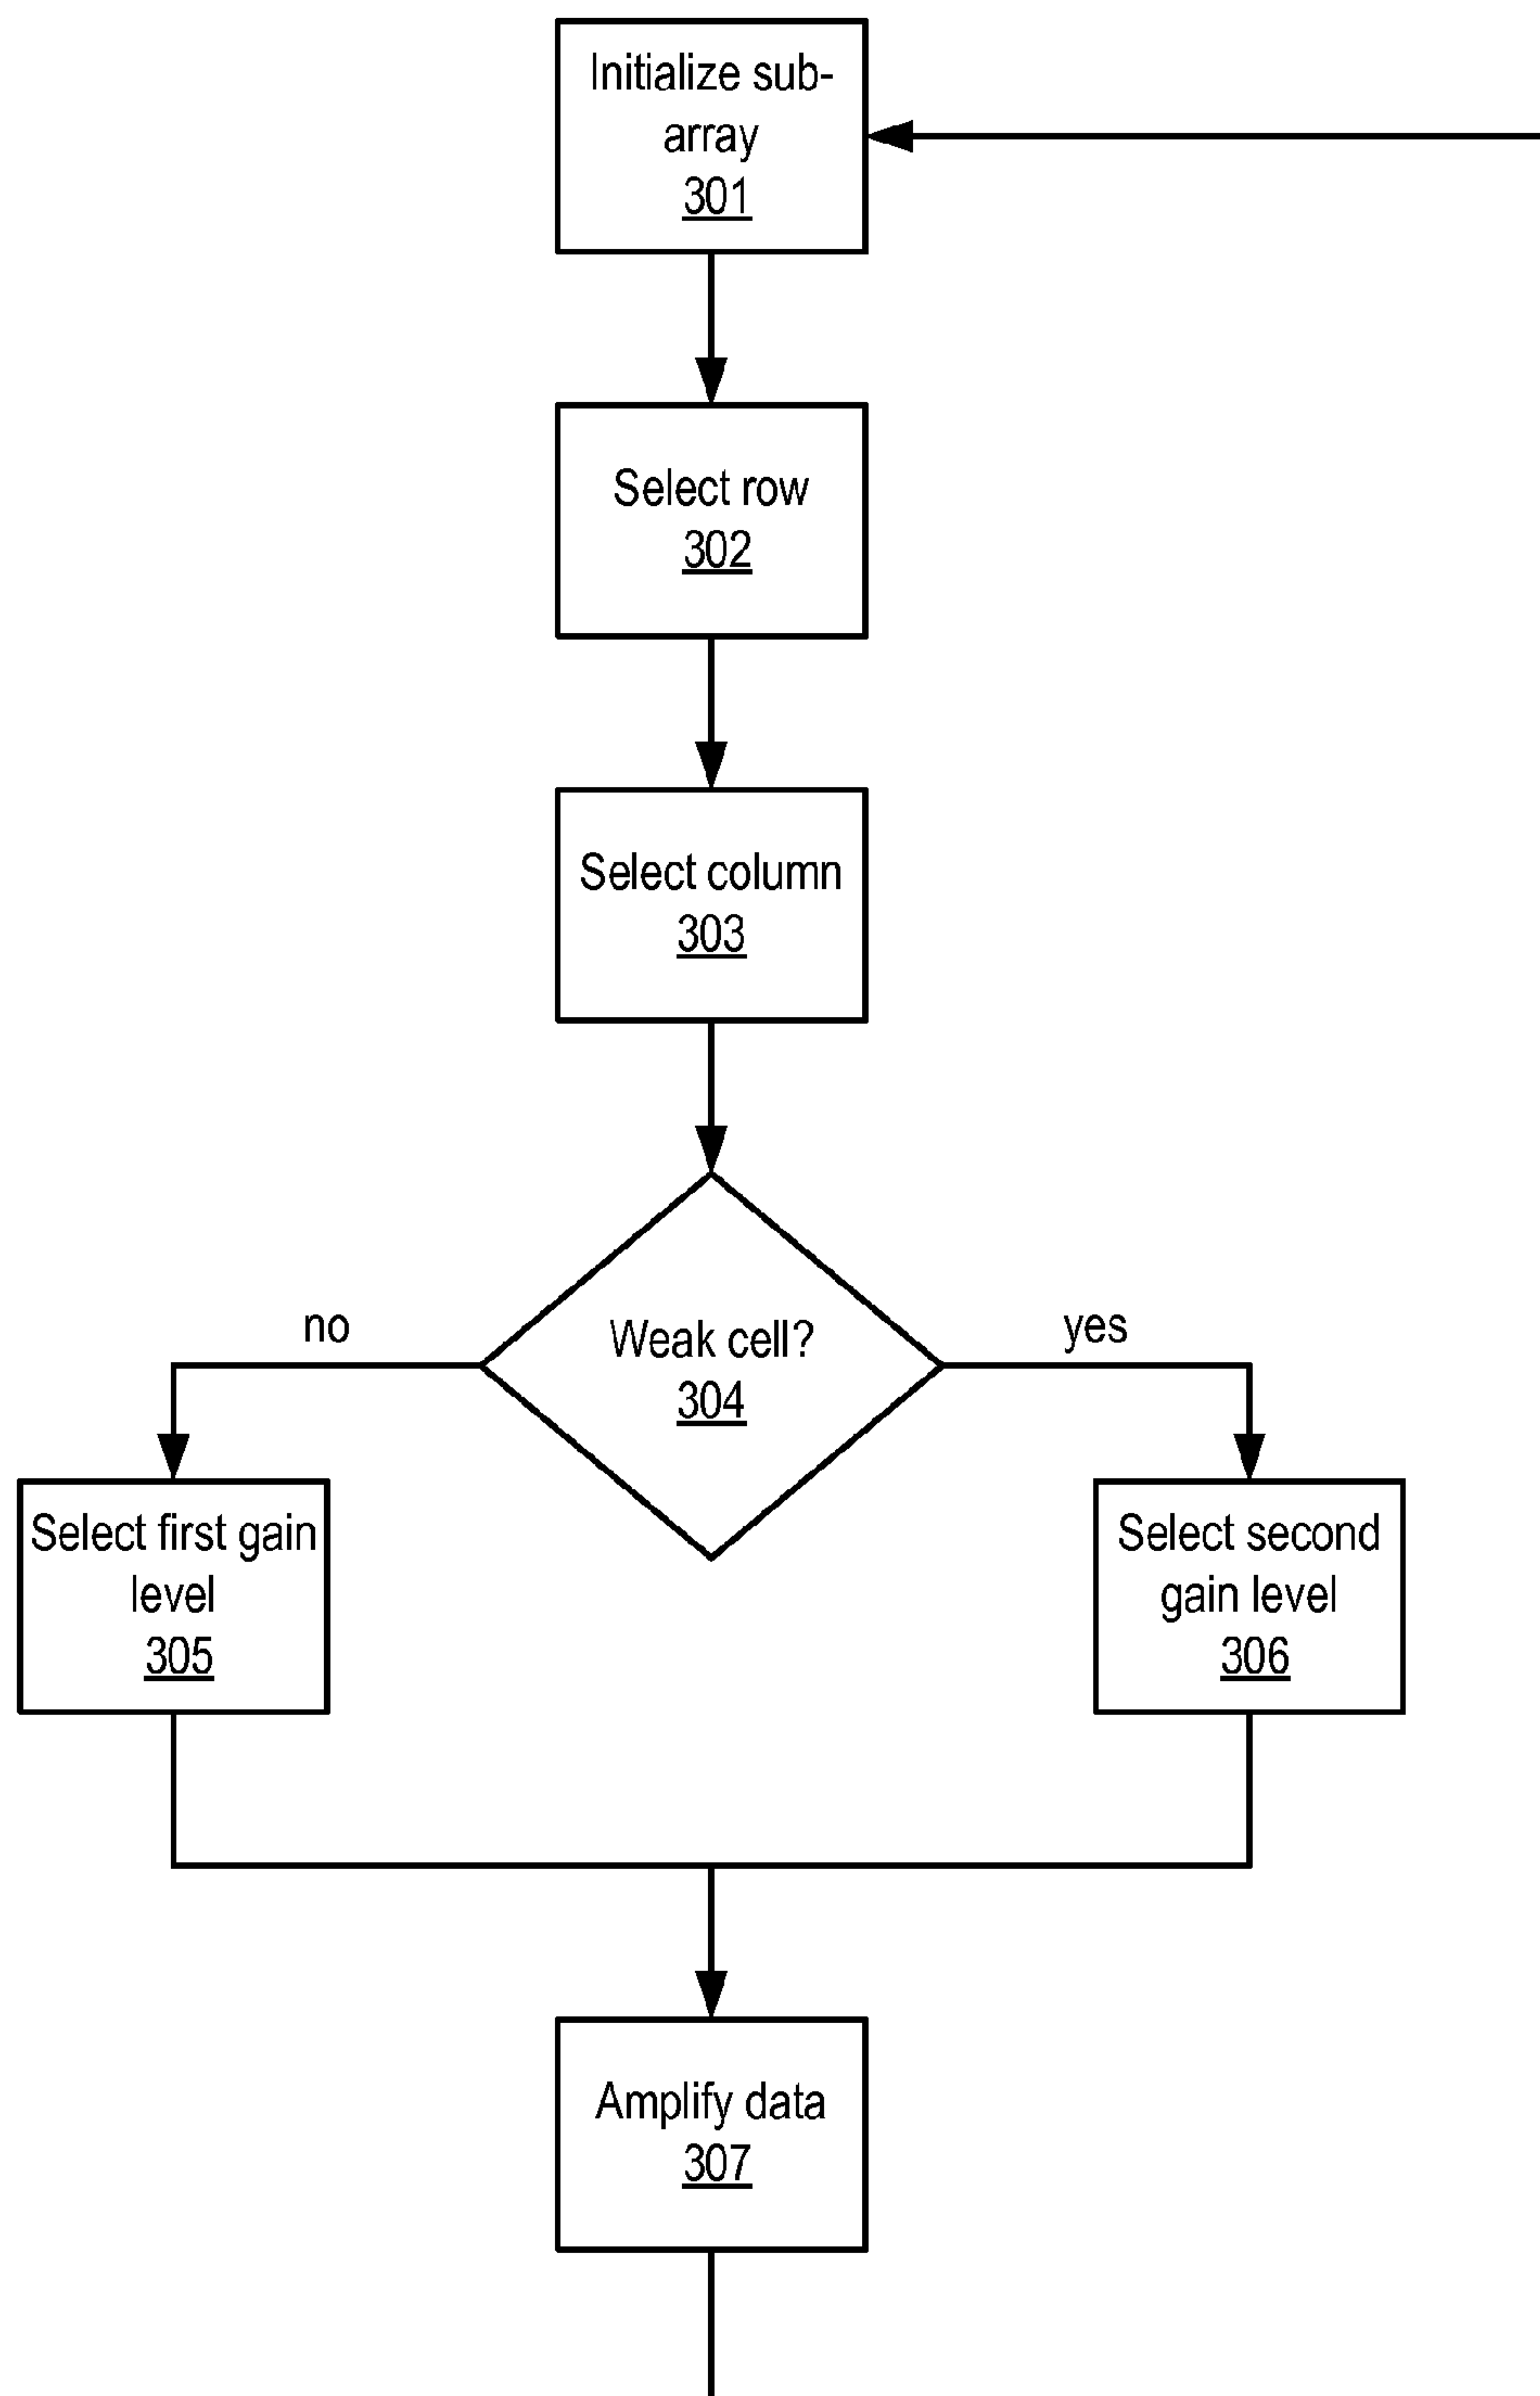 Initialize sub-
array
301
Select row
302
Select column
303
Weak cell?
304
no
yes
Select first gain
level
305
Select second
gain level
306
Amplify data
307